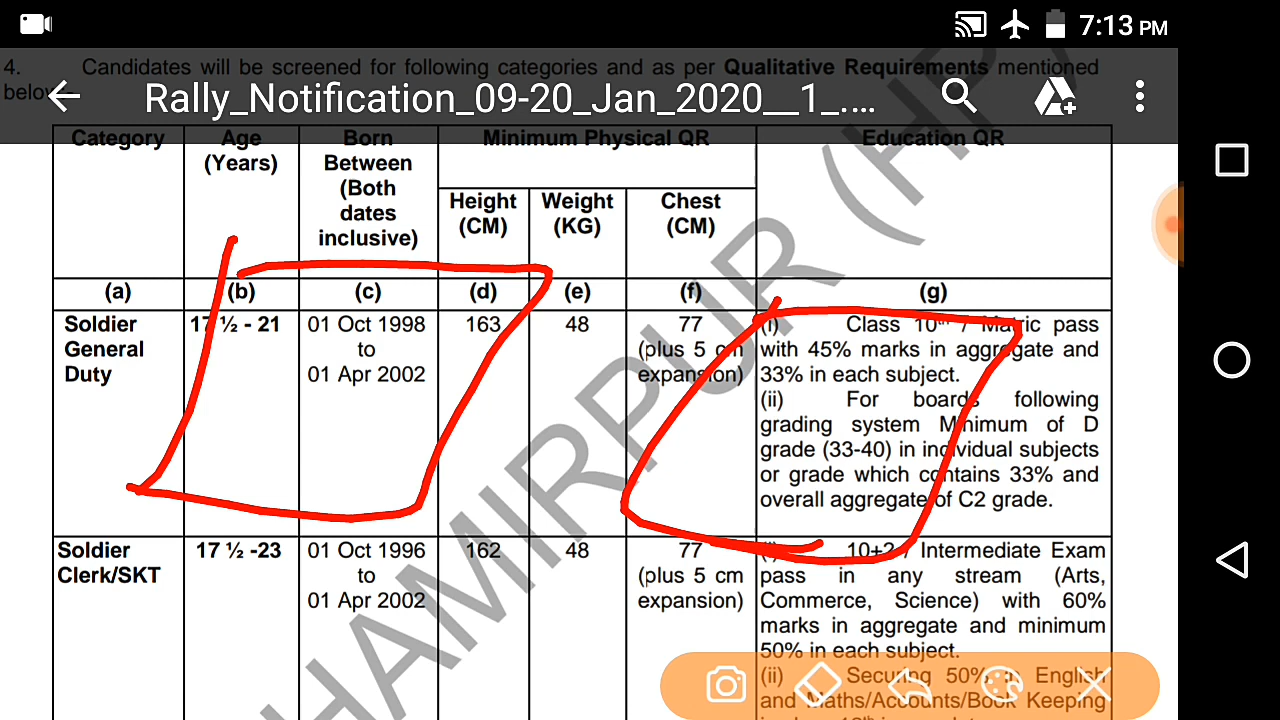 7:13 PM
4. Candidates will be screened for following categories and as per Qualitative Requirements mentioned
below
Rally_Notification_09-20_Jan_2020__1_....
Category Age Born Minimum Physical QR Education QR
(Years) Between
(Both
dates
inclusive)
Height Weight Chest
(CM) (KG) (CM)
(a) (b) (c) (d) (e) (f) (g)
Soldier
General
Duty
17 ½ - 21
01 Oct 1998
to
01 Apr 2002
163
48
77
(plus 5 cm
expansion)
(i) Class 10th / Matric pass
with 45% marks in aggregate and
33% in each subject.
(ii) For boards following
grading system Minimum of D
grade (33-40) in individual subjects
or grade which contains 33% and
overall aggregate of C2 grade.
Soldier
Clerk/SKT
17 ½ -23
01 Oct 1996
to
01 Apr 2002
162
48
77
(plus 5 cm
expansion)
(i) 10+2 / Intermediate Exam
pass in any stream (Arts,
Commerce, Science) with 60%
marks in aggregate and minimum
50% in each subject.
(ii) Securing 50% in English
and Maths/Accounts/Book Keeping
HAMIRPUR (HP)